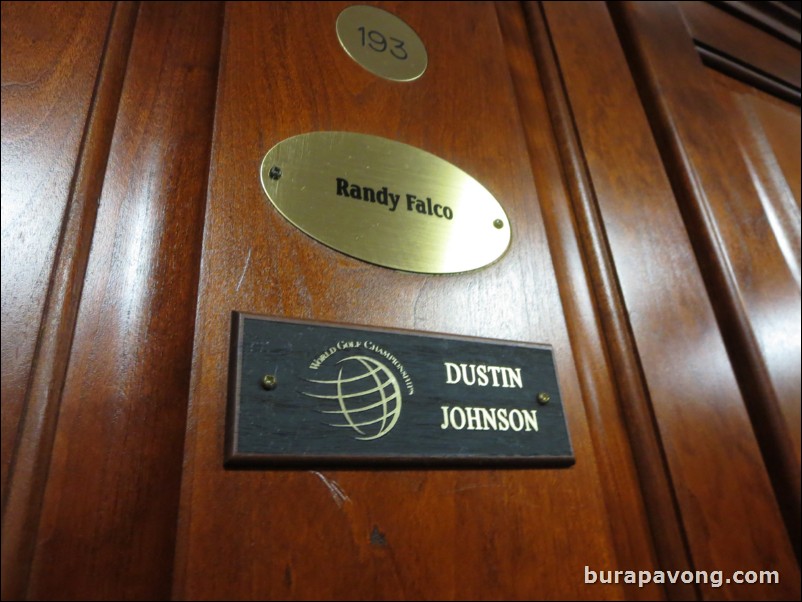 193
Randy Falco
WORLD GOLF CHAMPIONSHIPS
DUSTIN
JOHNSON
burapavong.com